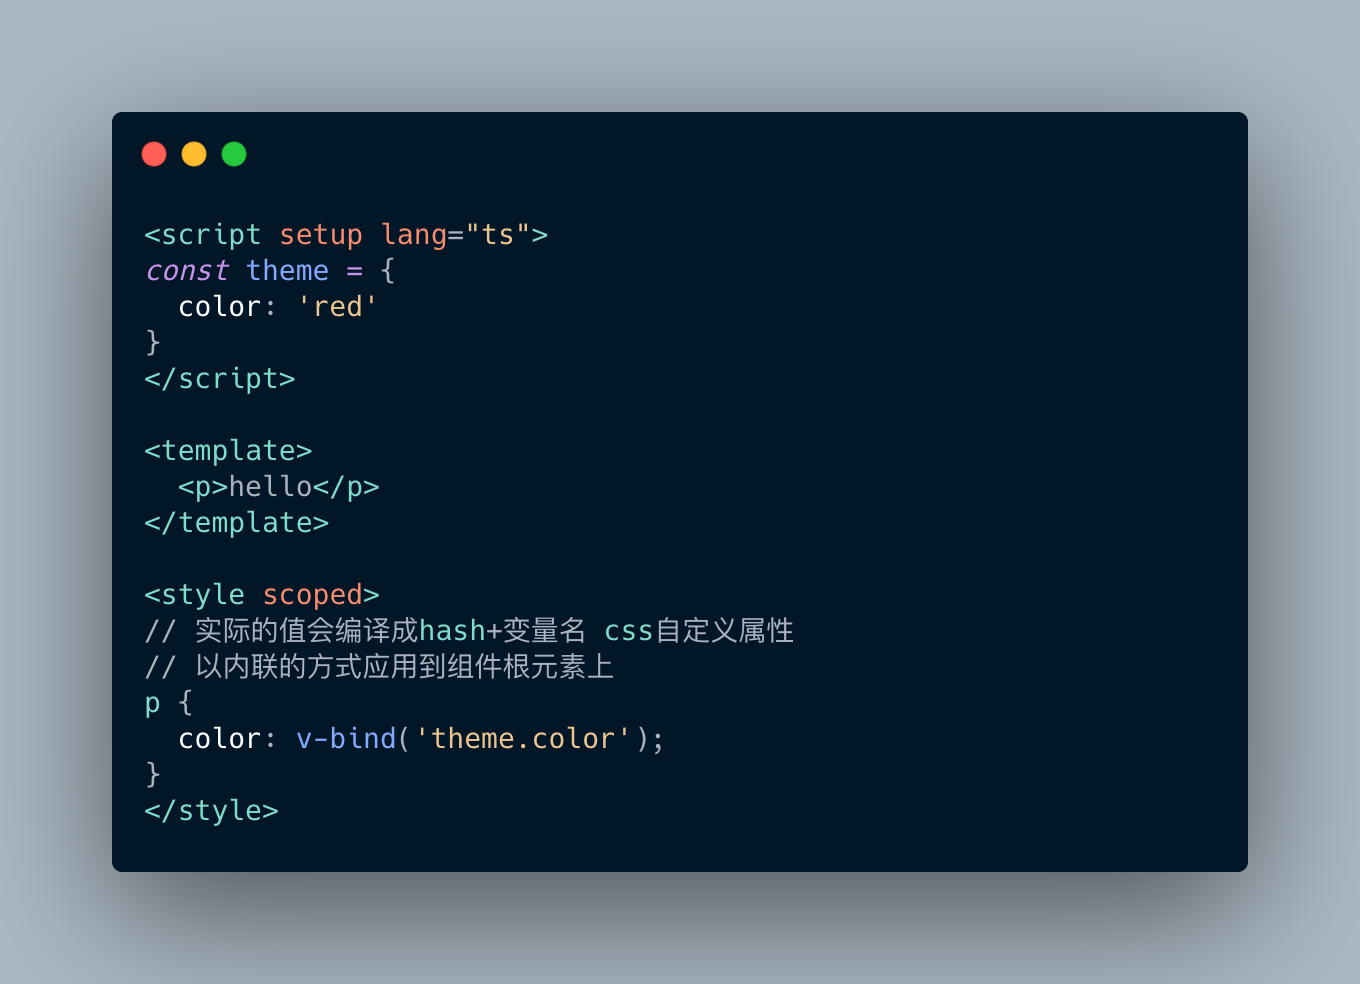 <script setup lang="ts">
const theme = {
  color: 'red'
}
</script>

<template>
  <p>hello</p>
</template>

<style scoped>
// 实际的值会编译成hash+变量名 css自定义属性
// 以内联的方式应用到组件根元素上
p {
  color: v-bind('theme.color');
}
</style>